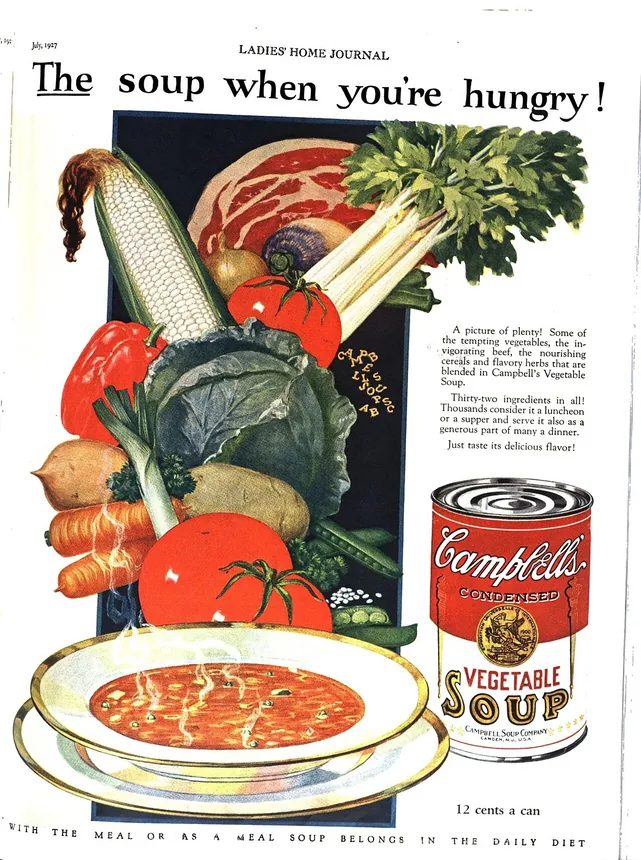 July, 1927
LADIES' HOME JOURNAL
The soup when you're hungry!
A picture of plenty! Some of
the tempting vegetables, the in-
vigorating beef, the nourishing
cereals and flavory herbs that are
blended in Campbell's Vegetable
Soup.
Thirty-two ingredients in all!
Thousands consider it a luncheon
or a supper and serve it also as a
generous part of many a dinner.
Just taste its delicious flavor!
Campbell's
CONDENSED
VEGETABLE
SOUP
CAMPBELL SOUP COMPANY
CAMDEN, N.J., U.S.A.
12 cents a can
WITH THE MEAL OR AS A MEAL SOUP BELONGS IN THE DAILY DIET